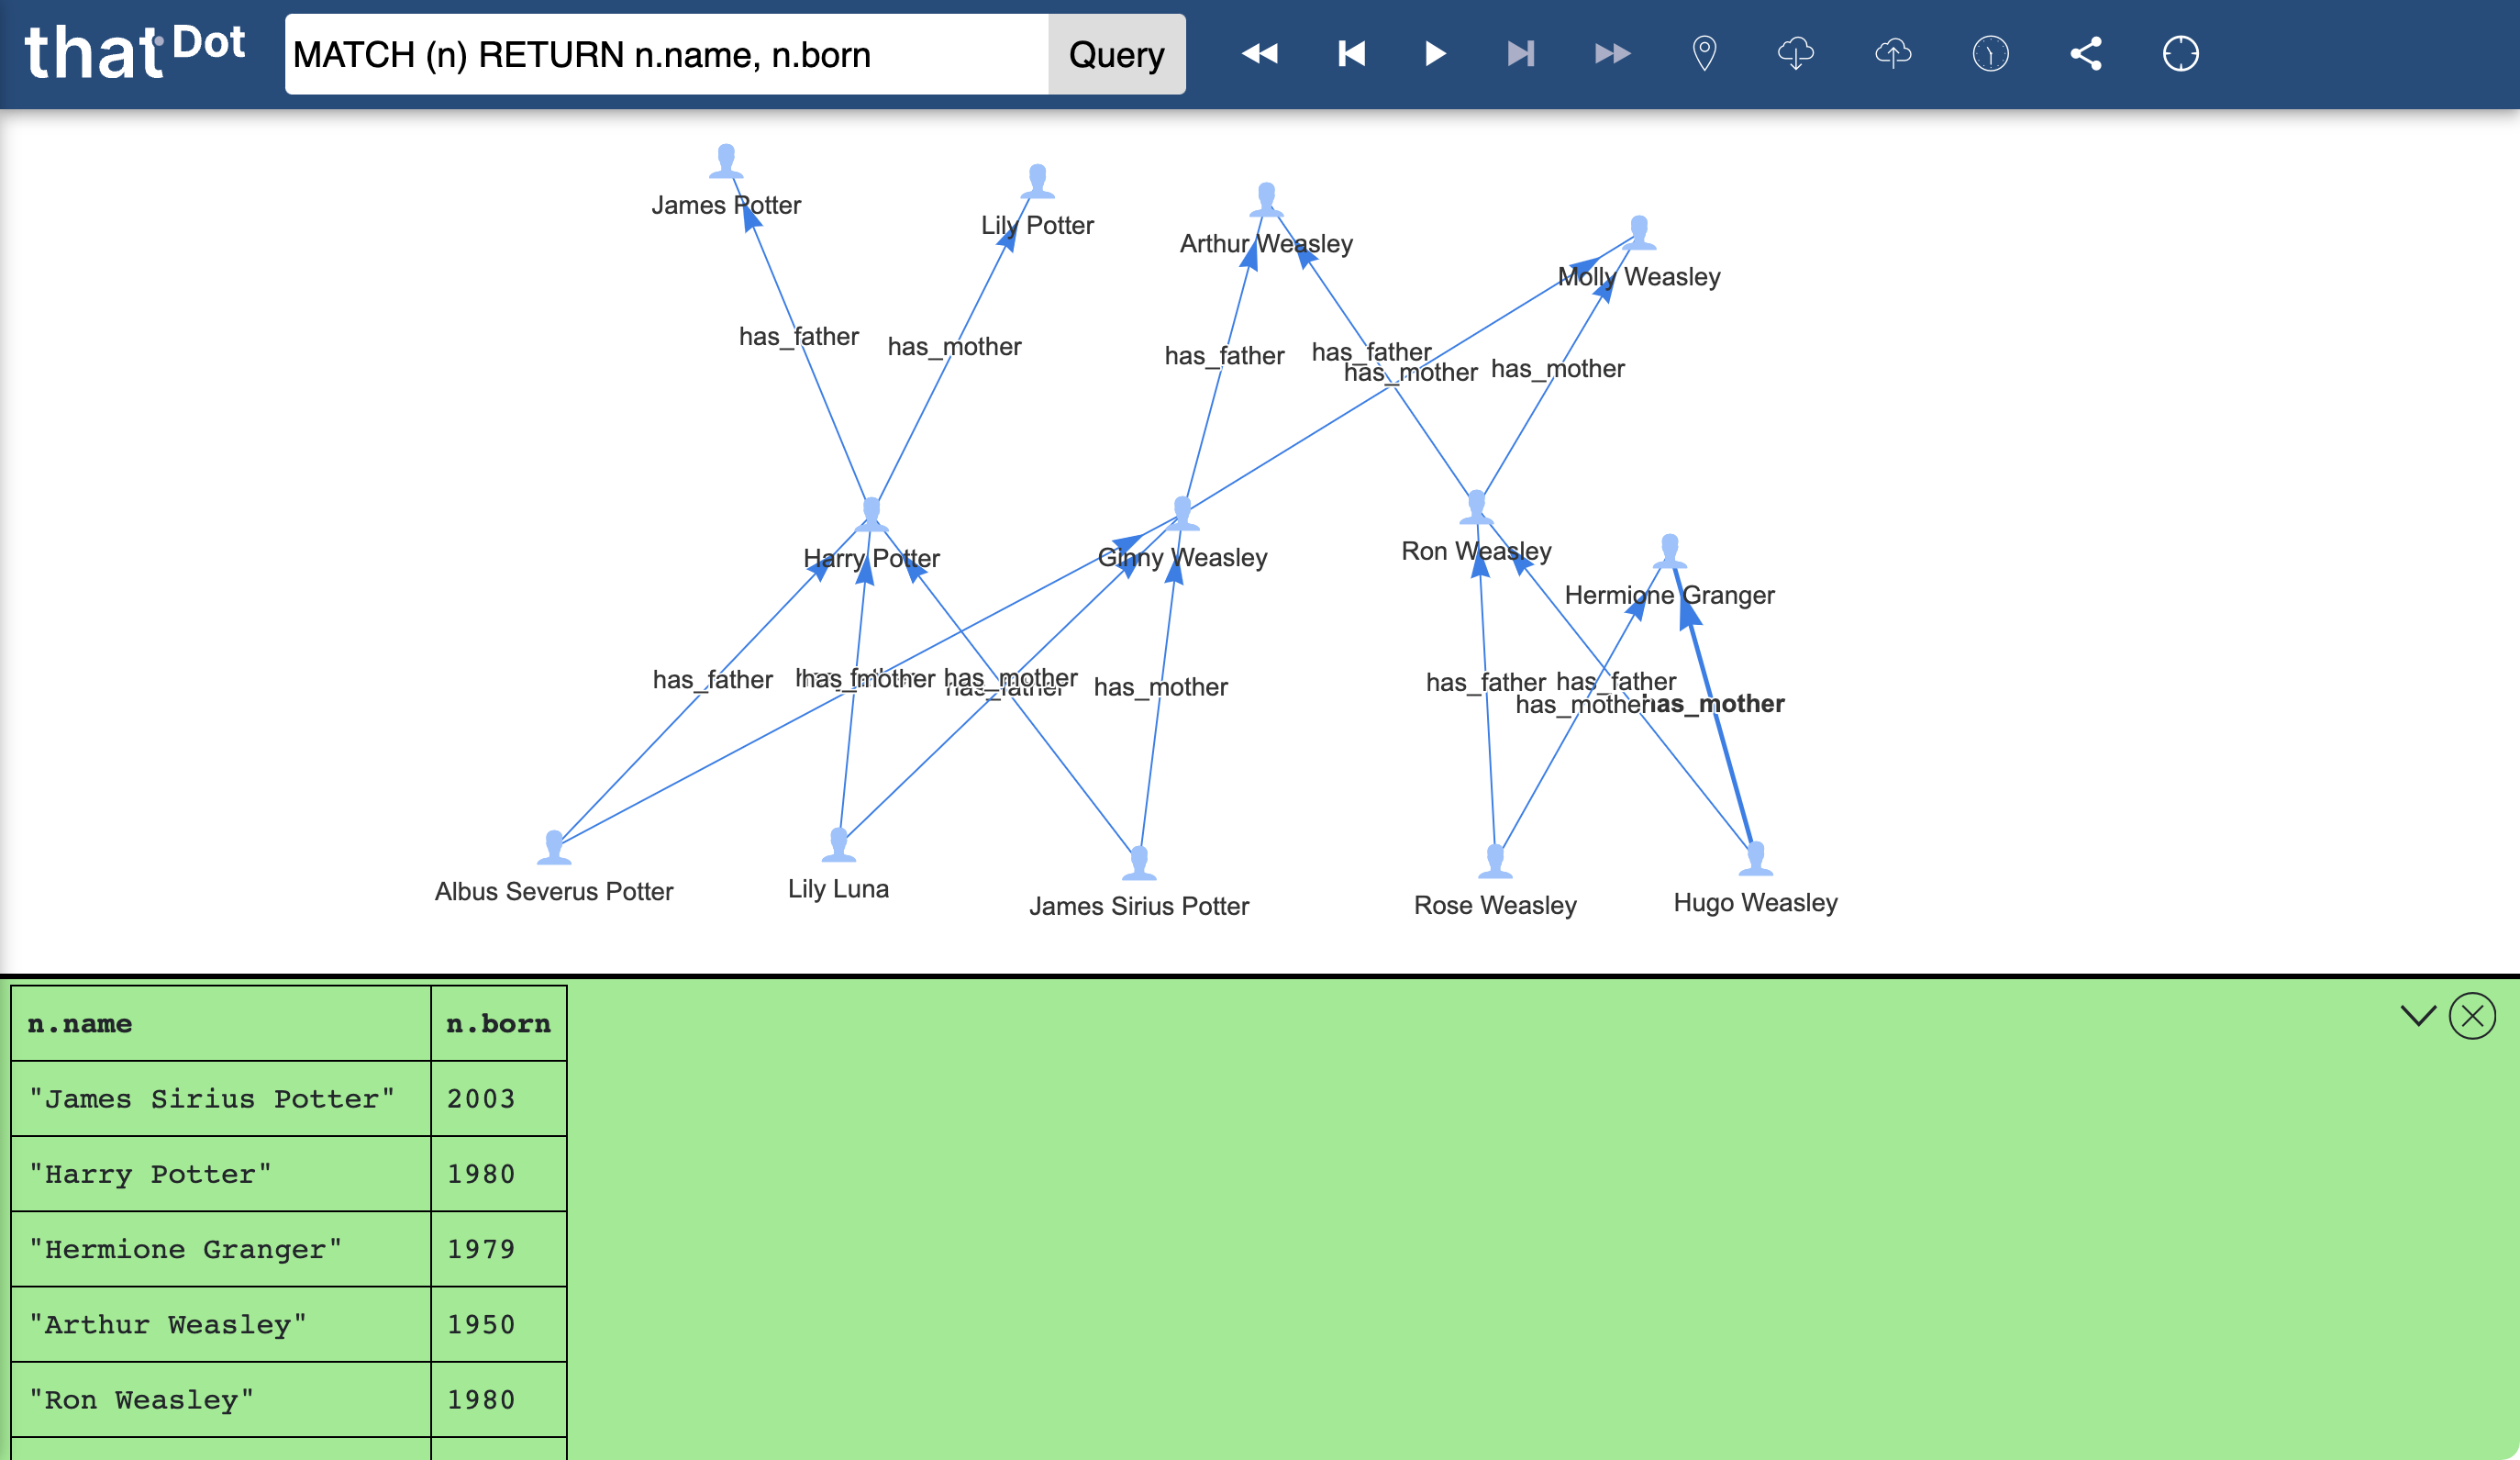 thatDot
MATCH (n) RETURN n.name, n.born
Query
James Potter
Lily Potter
Arthur Weasley
Molly Weasley
has_father
has_mother
has_father
has_father
has_mother
has_mother
Harry Potter
Ginny Weasley
Ron Weasley
Hermione Granger
has_father
has_father
has_mother
has_mother
has_father
has_mother
has_father
has_father
has_mother
has_mother
Albus Severus Potter
Lily Luna
James Sirius Potter
Rose Weasley
Hugo Weasley
n.name n.born
"James Sirius Potter" 2003
"Harry Potter" 1980
"Hermione Granger" 1979
"Arthur Weasley" 1950
"Ron Weasley" 1980